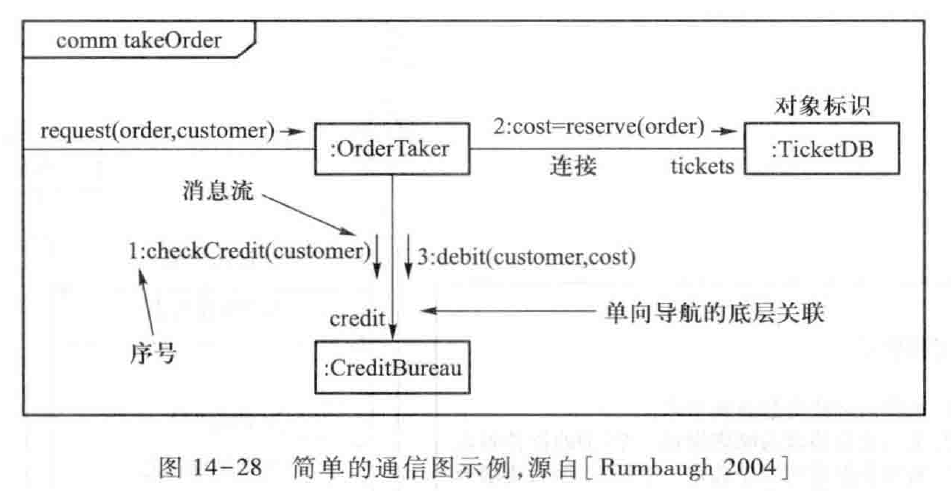 comm takeOrder
对象标识
request(order,customer)
:OrderTaker
2:cost=reserve(order)
:TicketDB
连接
tickets
消息流
1:checkCredit(customer)
3:debit(customer,cost)
credit
单向导航的底层关联
序号
:CreditBureau
图 14-28 简单的通信图示例,源自[Rumbaugh 2004]